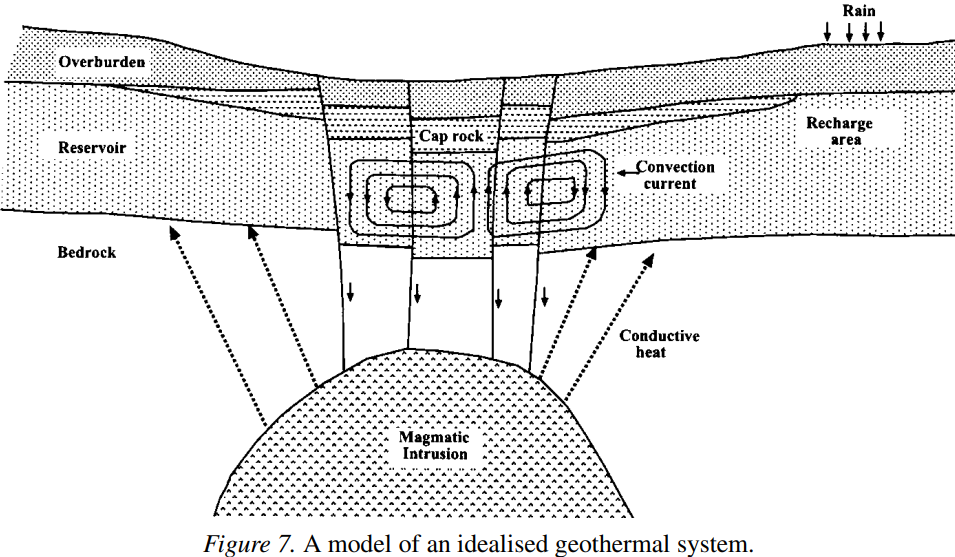 Rain
Overburden
Cap rock
Recharge
area
Reservoir
Convection
current
Bedrock
Conductive
heat
Magmatic
Intrusion
Figure 7. A model of an idealised geothermal system.